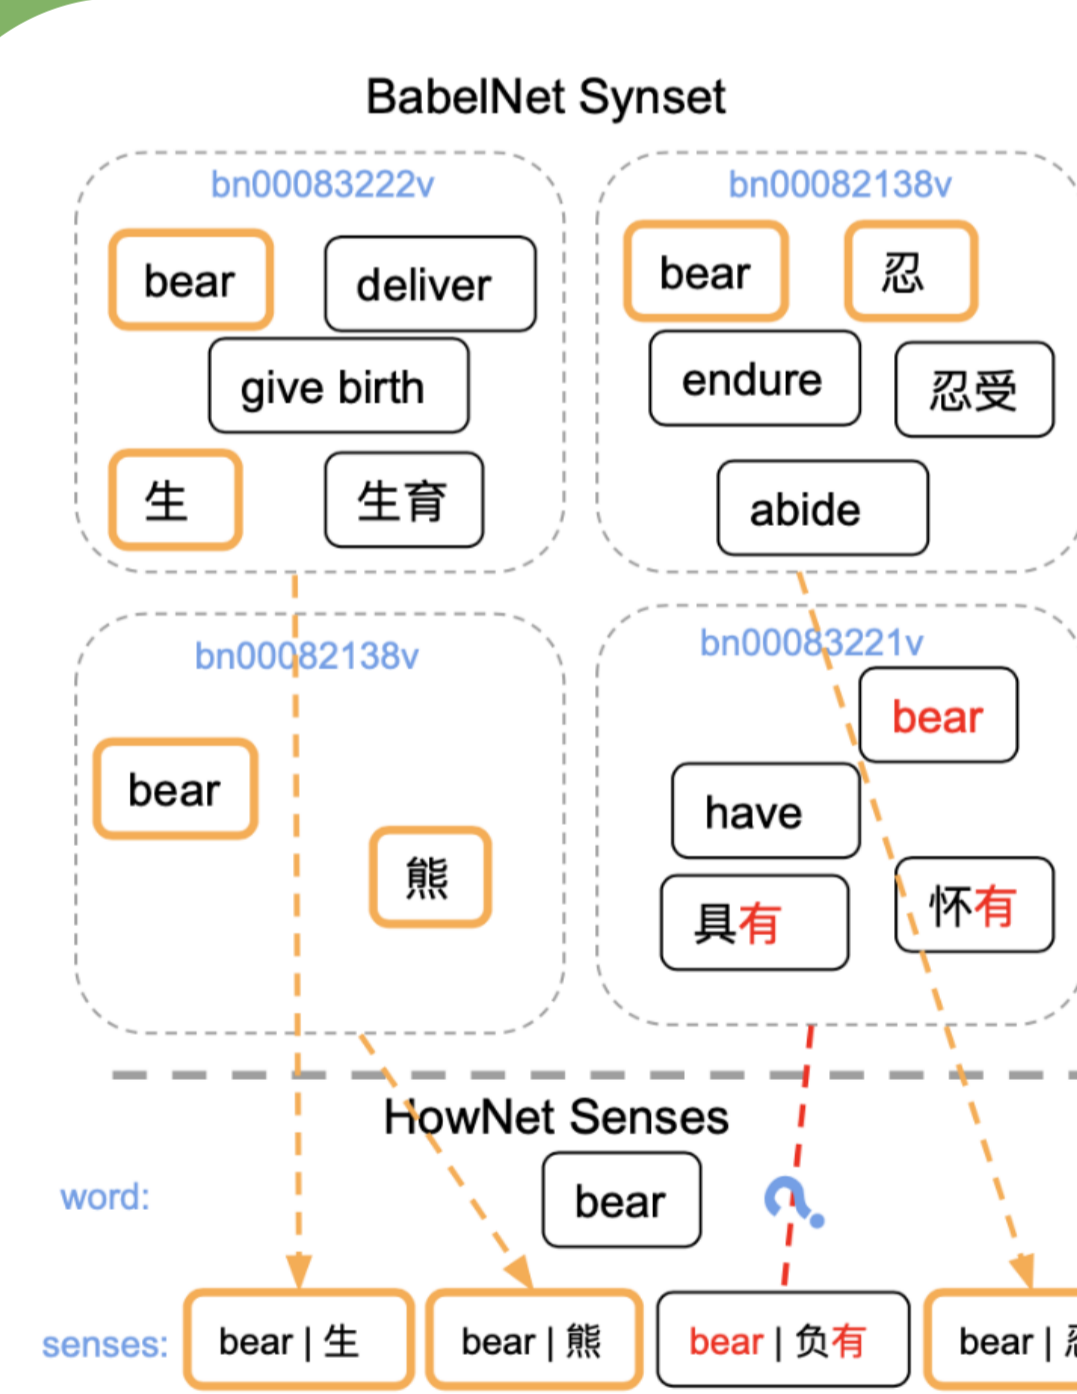 BabelNet Synset
bn00083222v
bear
deliver
give birth
生
生育
bn00082138v
bear
忍
endure
忍受
abide
bn00082138v
bear
熊
bn00083221v
bear
have
具有
怀有
HowNet Senses
word:
bear
?
senses:
bear | 生
bear | 熊
bear | 负有
bear |